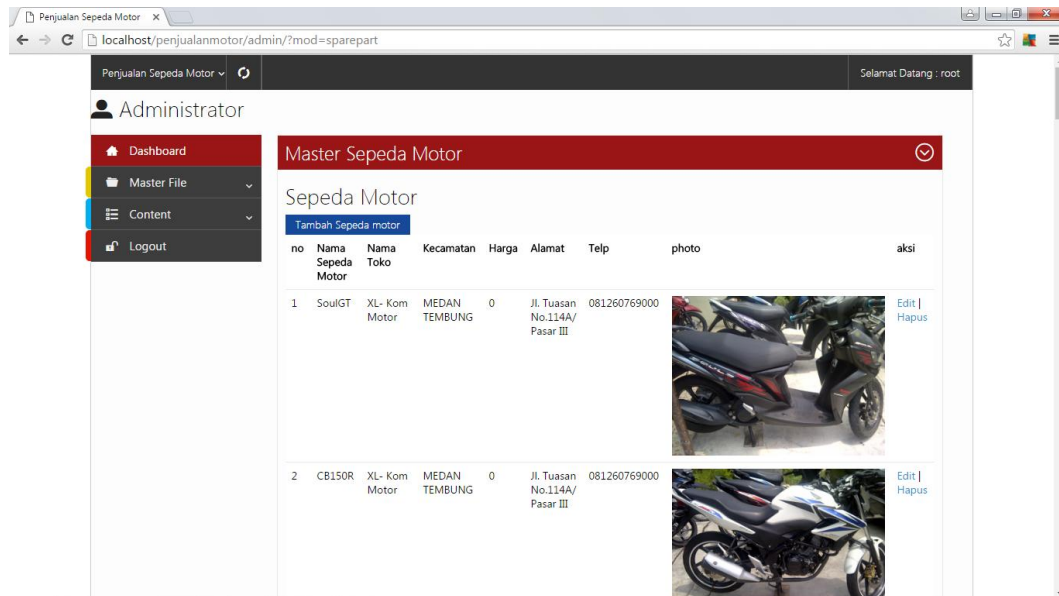 Penjualan Sepeda Motor
localhost/penjualanmotor/admin/?mod=sparepart
Penjualan Sepeda Motor
Selamat Datang : root
Administrator
Dashboard
Master File
Content
Logout
Master Sepeda Motor
Sepeda Motor
Tambah Sepeda motor
no Nama Kecamatan Harga Alamat Telp photo aksi
Sepeda Toko
Motor
1 SoulGT XL- Kom MEDAN 0 Jl. Tuasan 081260769000 Edit |
Motor TEMBUNG No.114A/ Hapus
Pasar III
2 CB150R XL- Kom MEDAN 0 Jl. Tuasan 081260769000 Edit |
Motor TEMBUNG No.114A/ Hapus
Pasar III